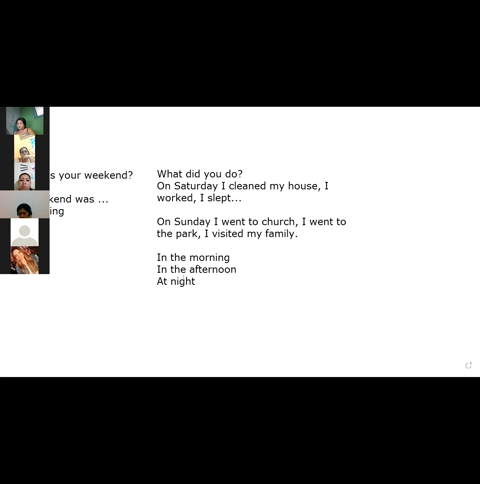 s your weekend?
kend was ...
ing
What did you do?
On Saturday I cleaned my house, I
worked, I slept...
On Sunday I went to church, I went to
the park, I visited my family.
In the morning
In the afternoon
At night